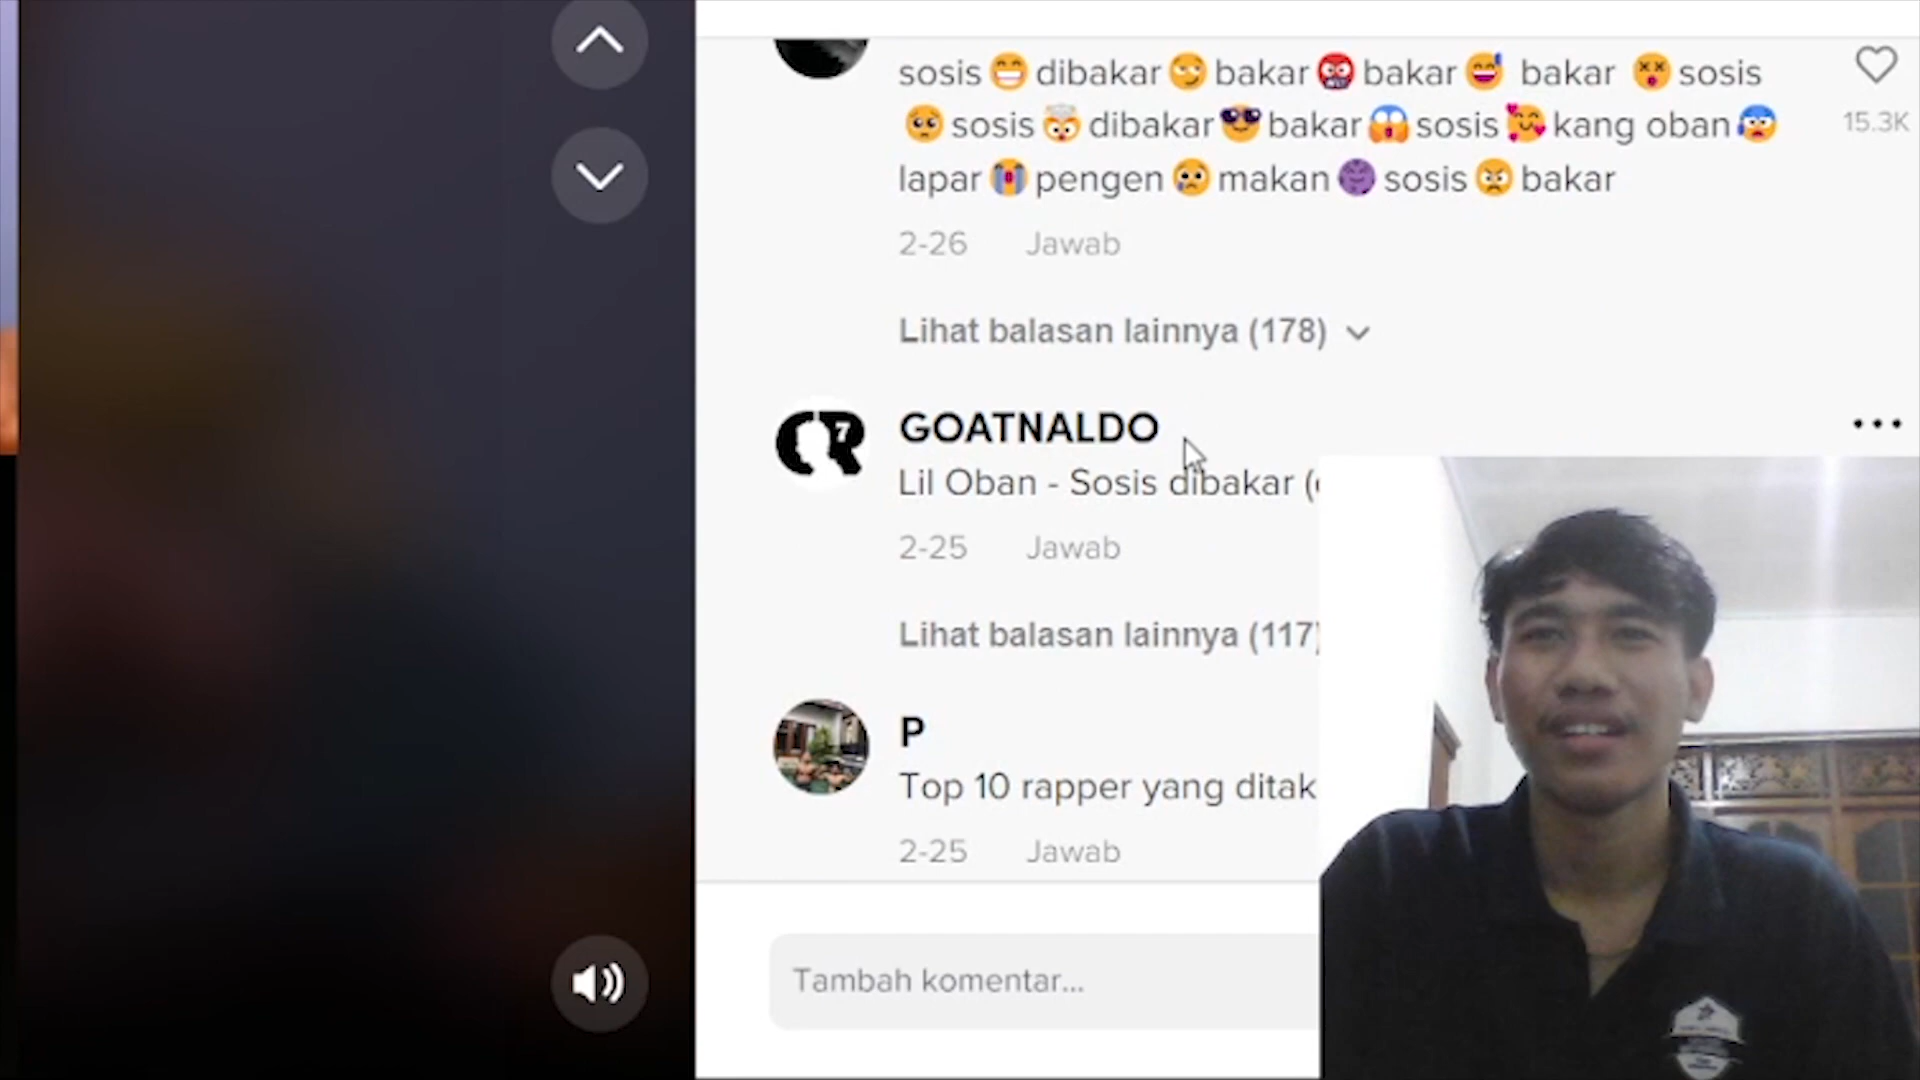 sosis😁dibakar😏bakar👹bakar😅 bakar 😵sosis
🥺sosis🤯dibakar😎bakar😱sosis🥰kang oban😰
lapar😭pengen😢makan sosis😠bakar
15.3K
2-26 Jawab
Lihat balasan lainnya (178)
GOATNALDO
Lil Oban - Sosis dibakar (
2-25 Jawab
Lihat balasan lainnya (117)
P
Top 10 rapper yang ditak
2-25 Jawab
Tambah komentar...
7